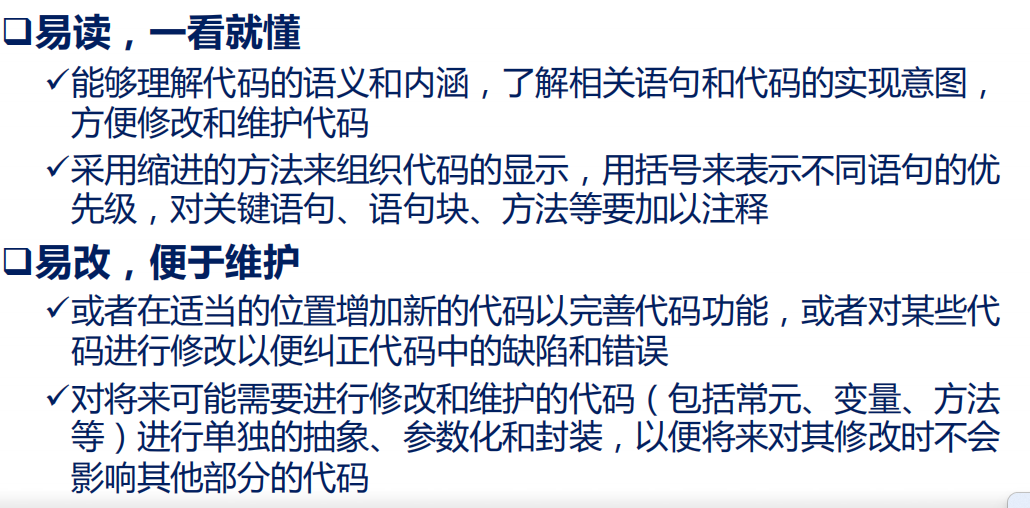 ❑易读，一看就懂
✓能够理解代码的语义和内涵，了解相关语句和代码的实现意图，
方便修改和维护代码
✓采用缩进的方法来组织代码的显示，用括号来表示不同语句的优
先级，对关键语句、语句块、方法等要加以注释
❑易改，便于维护
✓或者在适当的位置增加新的代码以完善代码功能，或者对某些代
码进行修改以便纠正代码中的缺陷和错误
✓对将来可能需要进行修改和维护的代码（包括常元、变量、方法
等）进行单独的抽象、参数化和封装，以便将来对其修改时不会
影响其他部分的代码